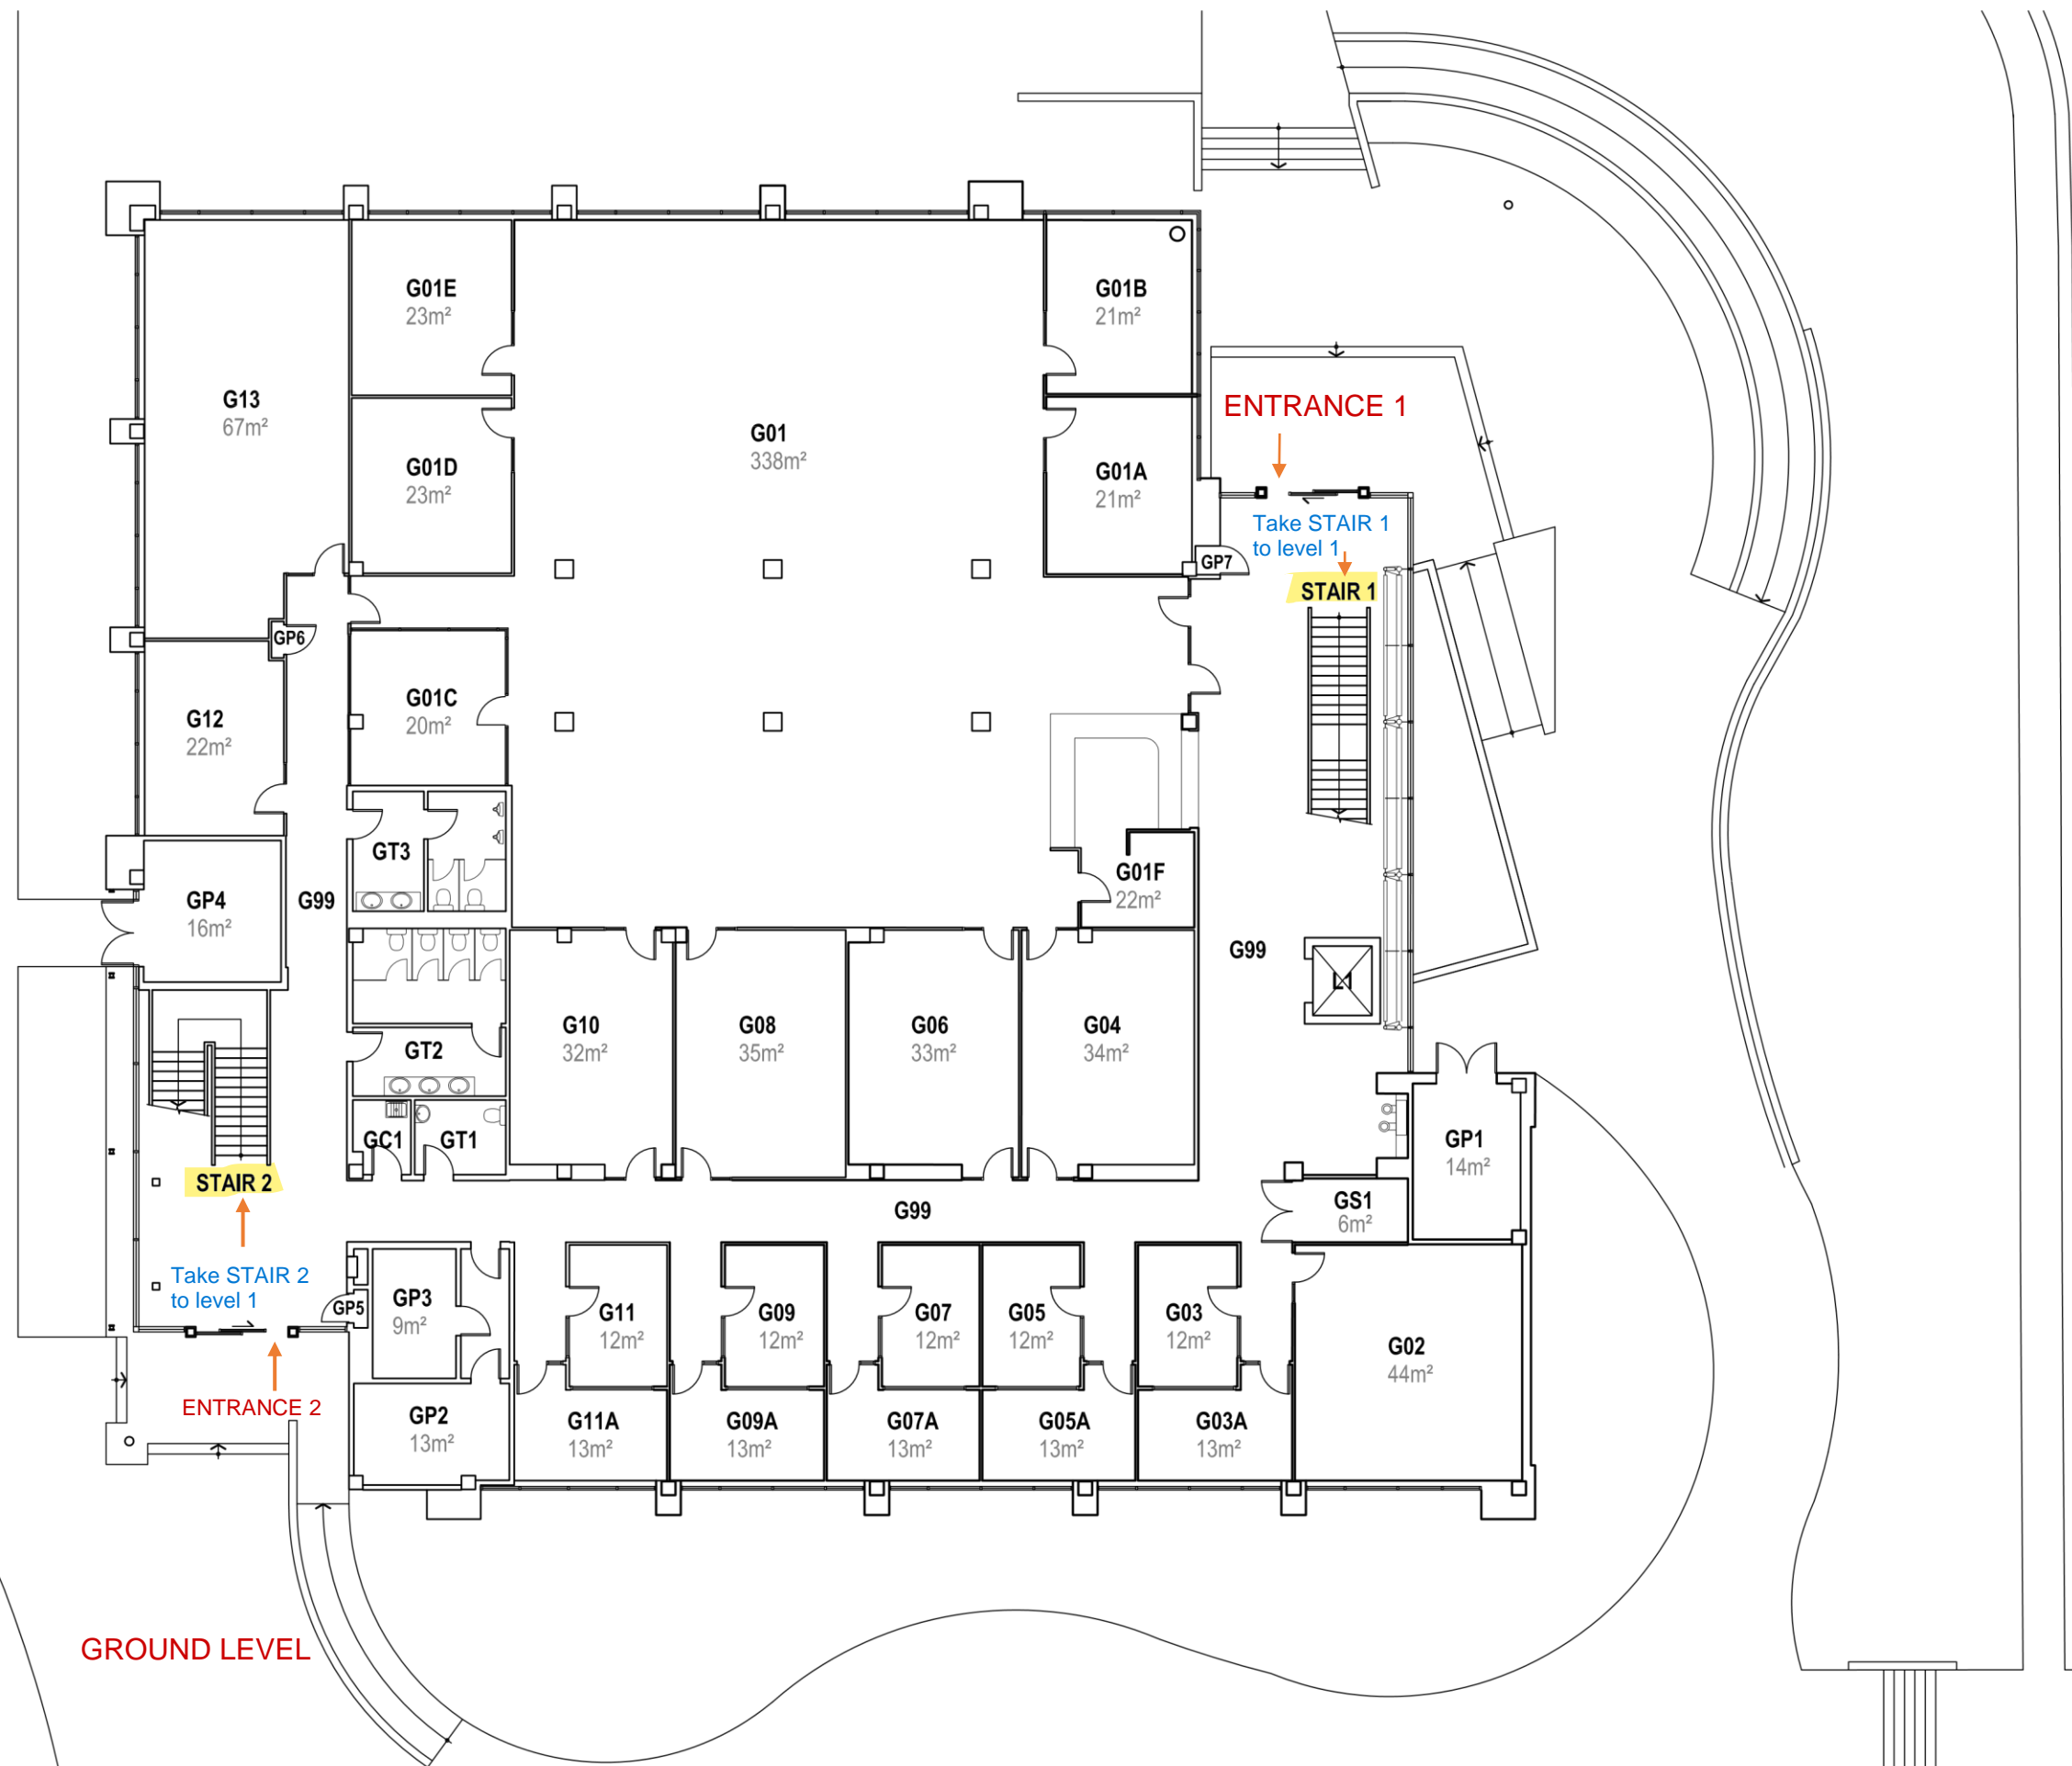 G01E
23m²
G01B
21m²
G13
67m²
ENTRANCE 1
G01
338m²
G01D
23m²
G01A
21m²
Take STAIR 1
to level 1
GP7
STAIR 1
GP6
G01C
20m²
G12
22m²
GT3
G01F
22m²
GP4
16m²
G99
G99
L1
G10
32m²
G08
35m²
G06
33m²
G04
34m²
GT2
GC1
GT1
GP1
14m²
STAIR 2
G99
GS1
6m²
Take STAIR 2
to level 1
GP5
GP3
9m²
G11
12m²
G09
12m²
G07
12m²
G05
12m²
G03
12m²
G02
44m²
ENTRANCE 2
GP2
13m²
G11A
13m²
G09A
13m²
G07A
13m²
G05A
13m²
G03A
13m²
GROUND LEVEL